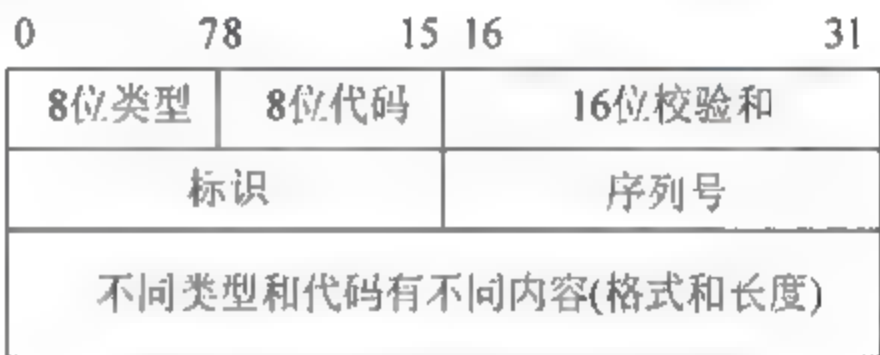 0 78 15 16 31
8位类型 8位代码 16位校验和
标识 序列号
不同类型和代码有不同内容(格式和长度)